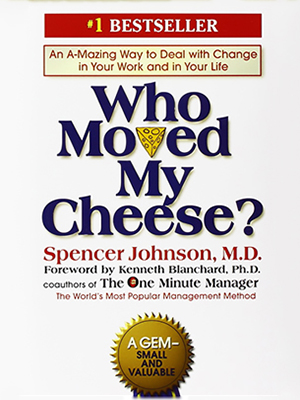 #1 BESTSELLER
An A-Mazing Way to Deal with Change
in Your Work and in Your Life
Who
Moved
My
Cheese?
Spencer Johnson, M.D.
Foreword by Kenneth Blanchard, Ph.D.
coauthors of The One Minute Manager
The World's Most Popular Management Method
A GEM–
SMALL
AND
VALUABLE